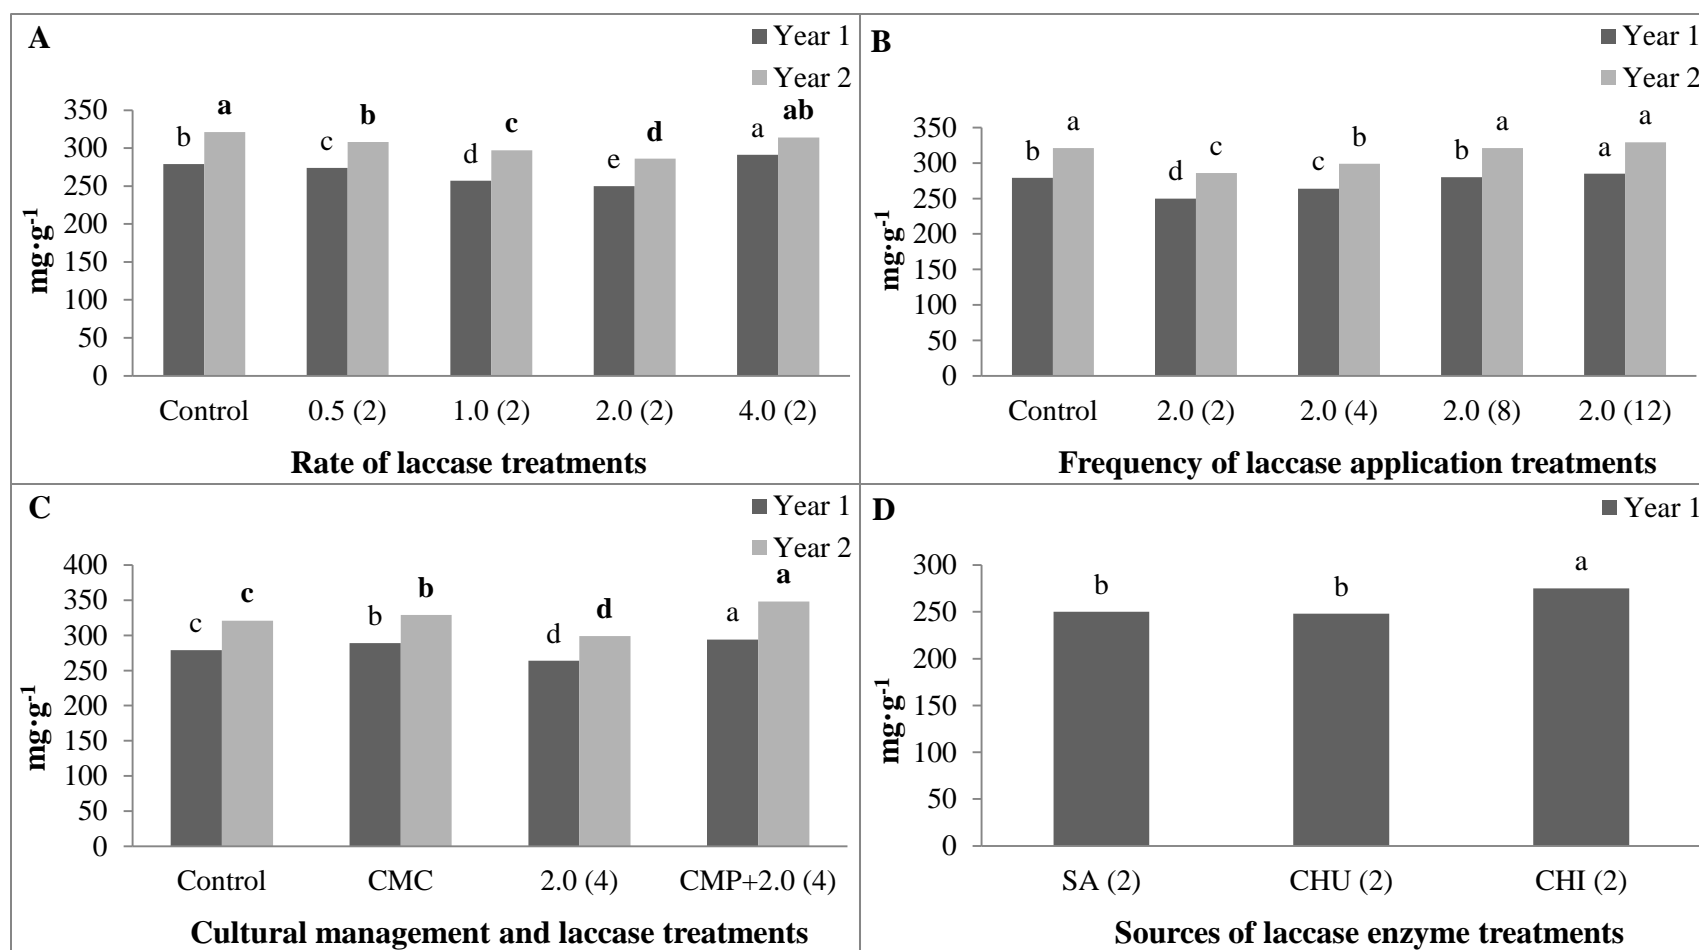 A
Year 1
Year 2
350
300
250
200
150
100
50
0
mg·g-1
b
a
c
b
d
c
e
d
a
ab
Control
0.5 (2)
1.0 (2)
2.0 (2)
4.0 (2)
Rate of laccase treatments
B
Year 1
Year 2
350
300
250
200
150
100
50
0
mg·g-1
b
a
d
c
c
b
b
a
a
a
Control
2.0 (2)
2.0 (4)
2.0 (8)
2.0 (12)
Frequency of laccase application treatments
C
Year 1
Year 2
400
350
300
250
200
150
100
50
0
mg·g-1
c
c
b
b
d
d
a
a
Control
CMC
2.0 (4)
CMP+2.0 (4)
Cultural management and laccase treatments
D
Year 1
300
250
200
150
100
50
0
mg·g-1
b
b
a
SA (2)
CHU (2)
CHI (2)
Sources of laccase enzyme treatments